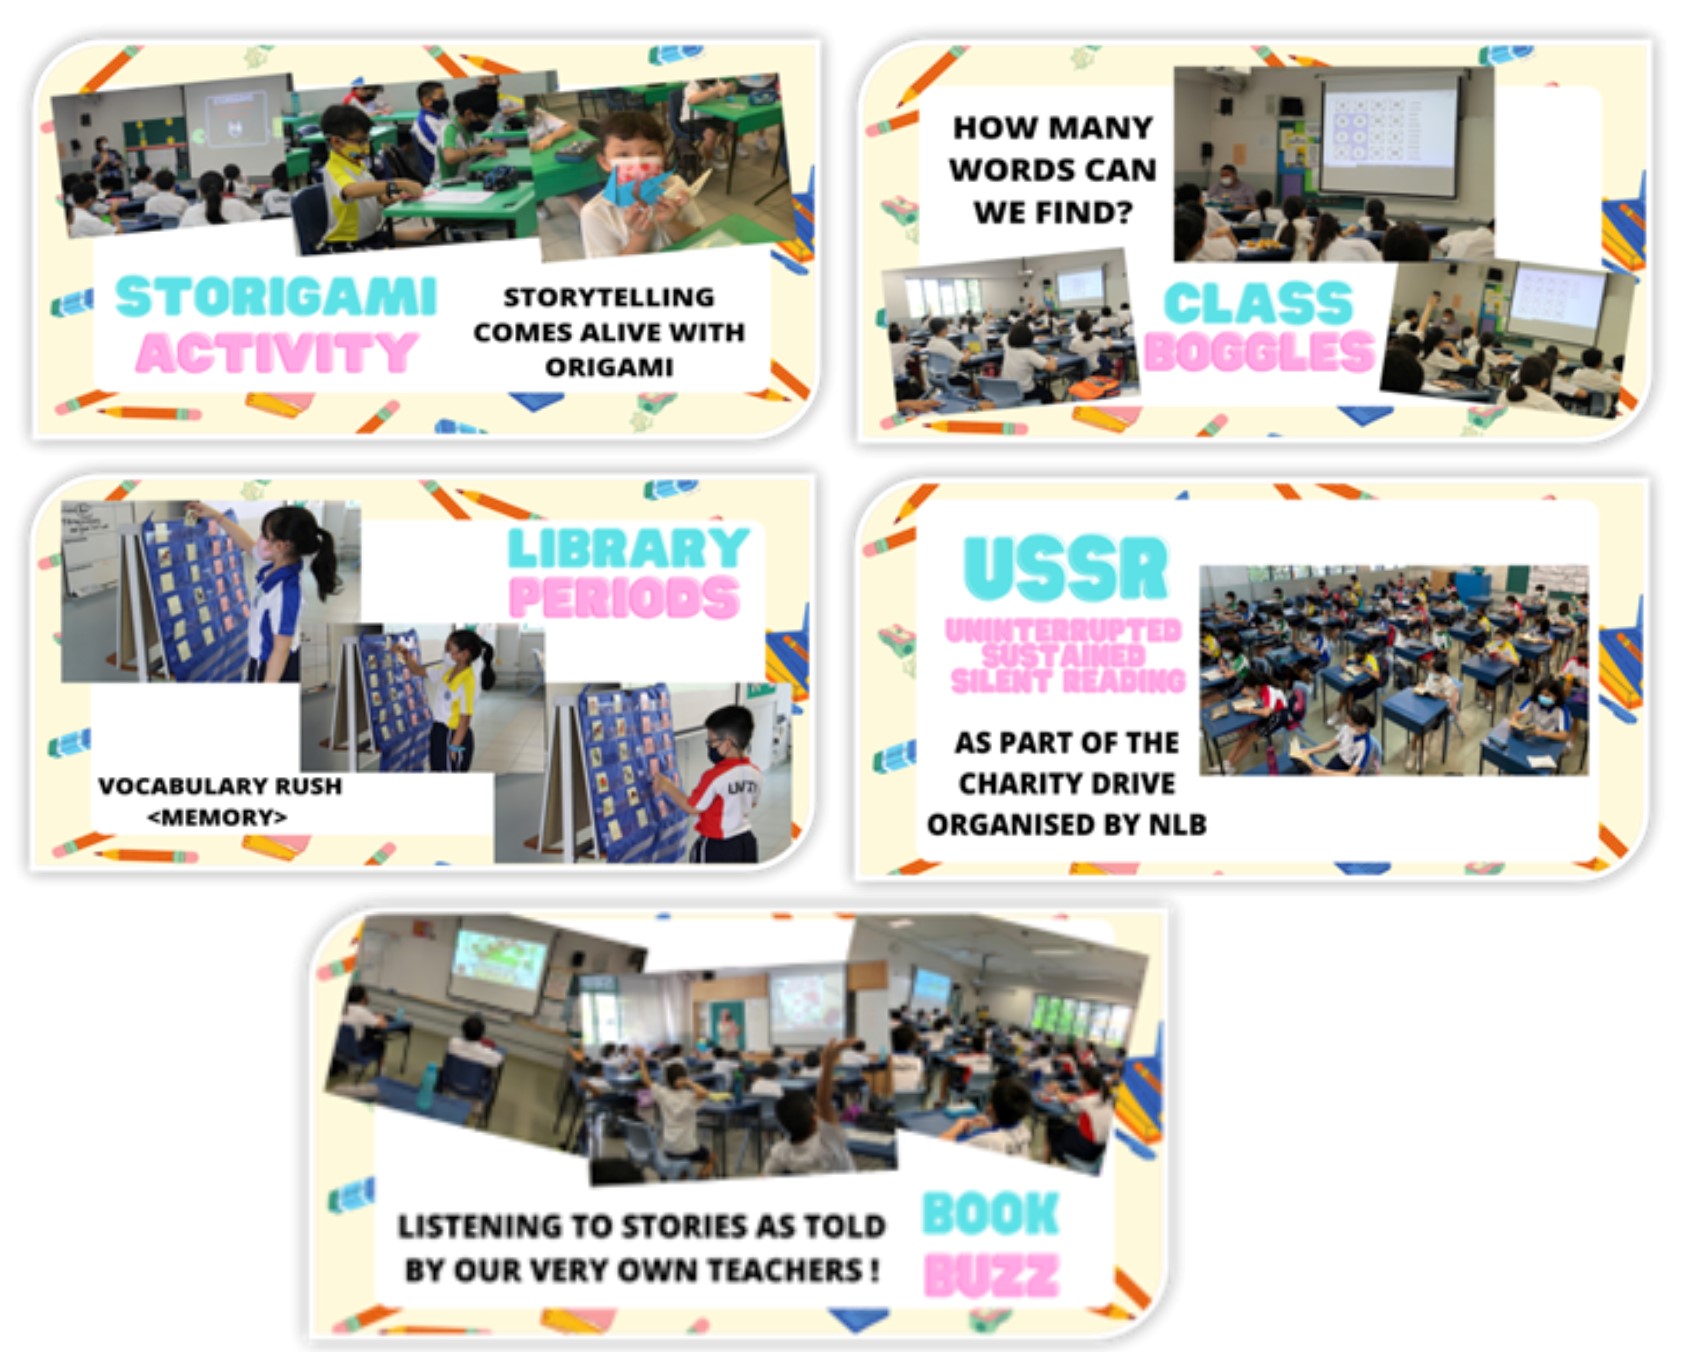 STORIGAMI
ACTIVITY
STORYTELLING
COMES ALIVE WITH
ORIGAMI
HOW MANY
WORDS CAN
WE FIND?
CLASS
BOGGLES
LIBRARY
PERIODS
VOCABULARY RUSH
<MEMORY>
USSR
UNINTERRUPTED
SUSTAINED
SILENT READING
AS PART OF THE
CHARITY DRIVE
ORGANISED BY NLB
LISTENING TO STORIES AS TOLD
BY OUR VERY OWN TEACHERS !
BOOK
BUZZ